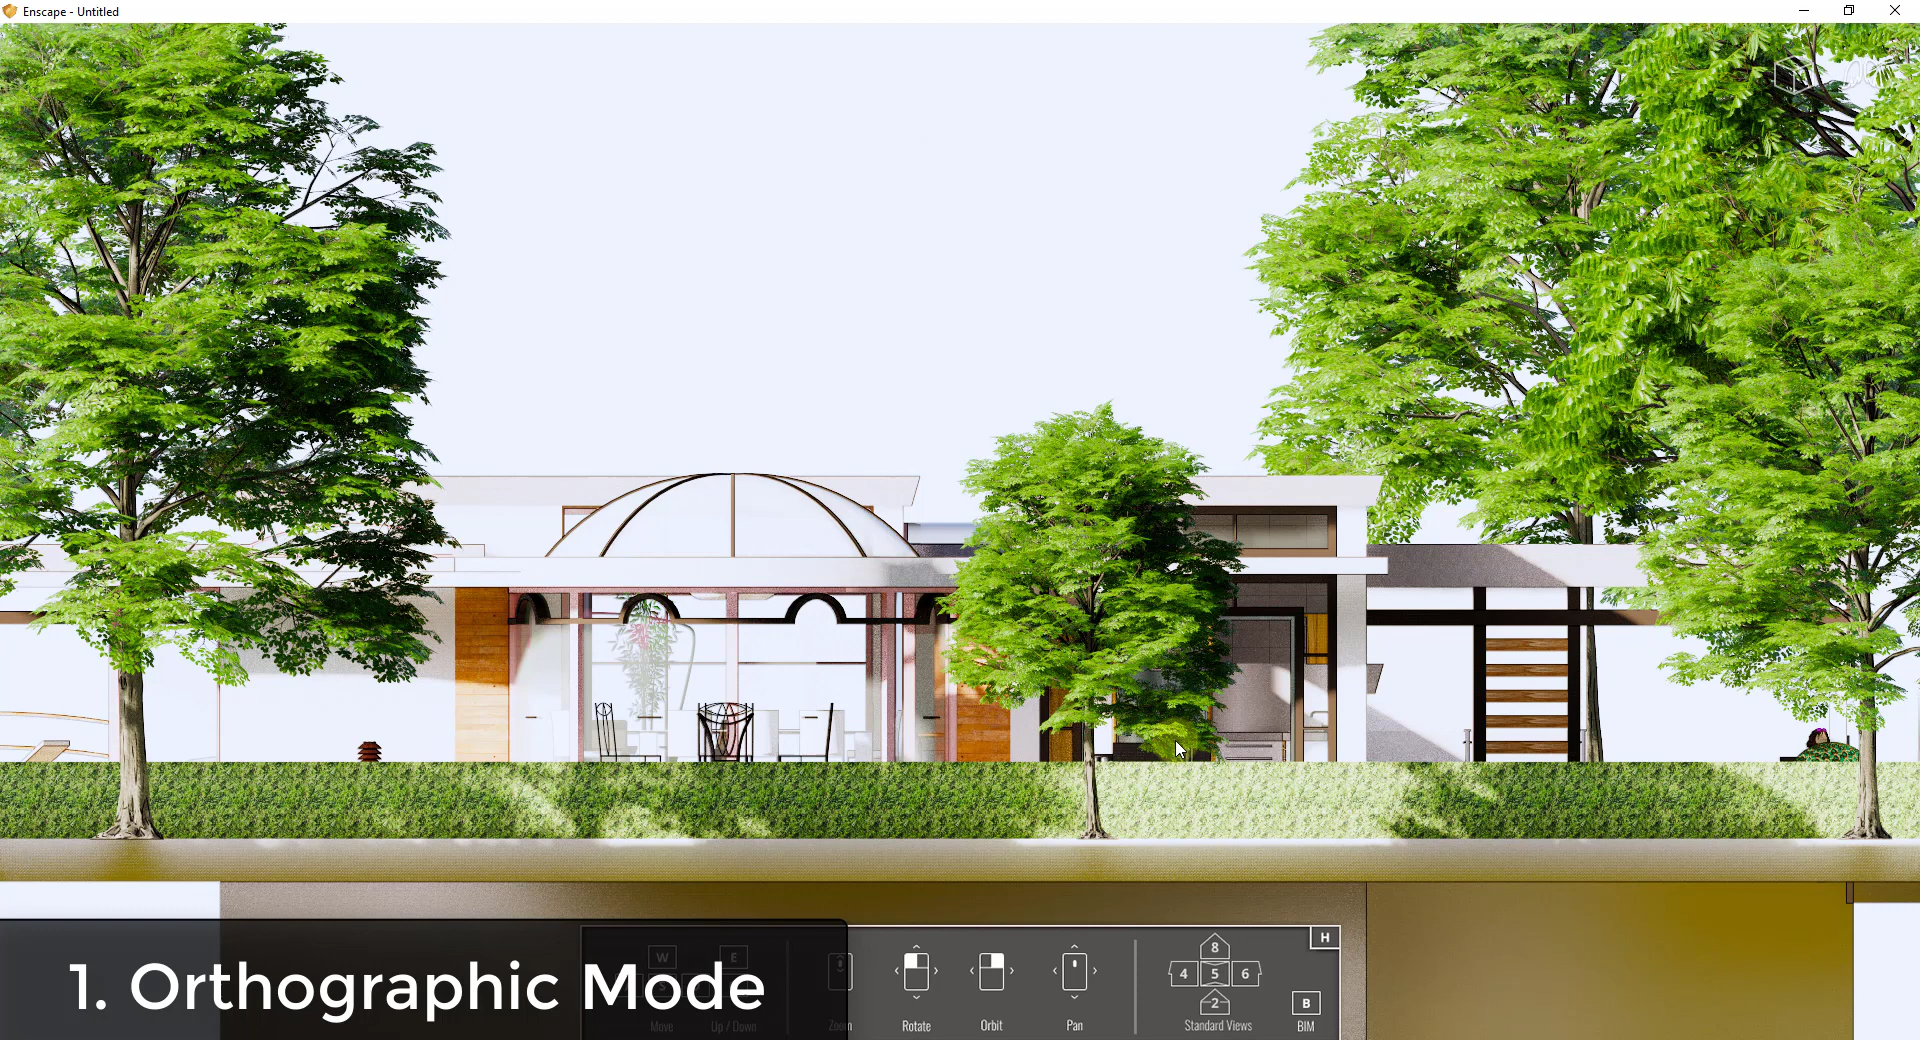 Enscape - Untitled
H
W
E
8
4 5 6
S
2
B
1. Orthographic Mode
Move
Up / Down
Zoom
Rotate
Orbit
Pan
Standard Views
BIM